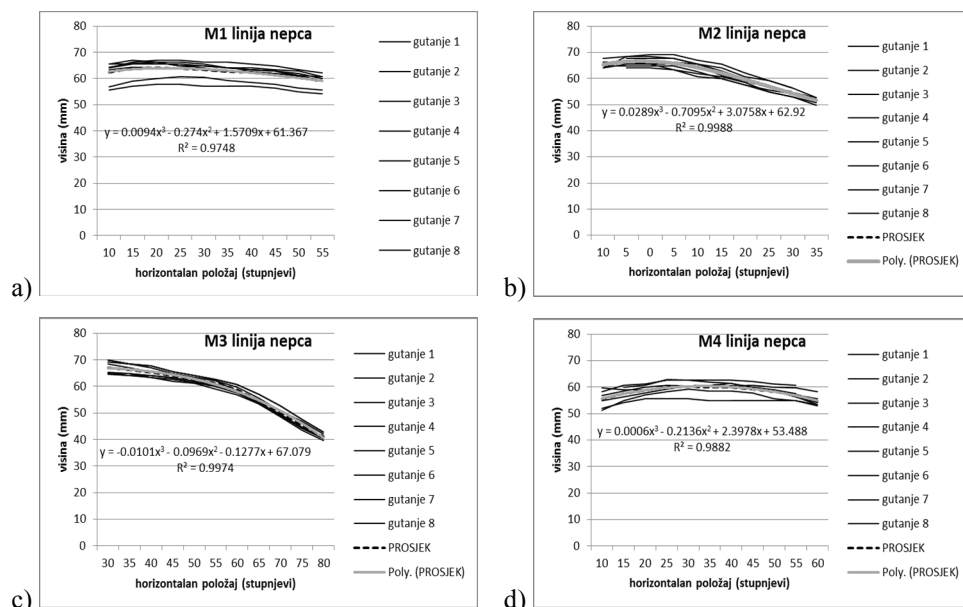 M1 linija nepca
visina (mm)
80
70
60
50
40
30
20
10
0
y = 0.0094x³ - 0.274x² + 1.5709x + 61.367
R² = 0.9748
10 15 20 25 30 35 40 45 50 55
horizontalan položaj (stupnjevi)
gutanje 1
gutanje 2
gutanje 3
gutanje 4
gutanje 5
gutanje 6
gutanje 7
gutanje 8
a)
M2 linija nepca
visina (mm)
80
70
60
50
40
30
20
10
0
y = 0.0289x³ - 0.7095x² + 3.0758x + 62.92
R² = 0.9988
10 5 0 5 10 15 20 25 30 35
horizontalan položaj (stupnjevi)
gutanje 1
gutanje 2
gutanje 3
gutanje 4
gutanje 5
gutanje 6
gutanje 7
gutanje 8
PROSJEK
Poly. (PROSJEK)
b)
M3 linija nepca
visina (mm)
80
70
60
50
40
30
20
10
0
y = -0.0101x³ - 0.0969x² - 0.1277x + 67.079
R² = 0.9974
30 35 40 45 50 55 60 65 70 75 80
horizontalan položaj (stupnjevi)
gutanje 1
gutanje 2
gutanje 3
gutanje 4
gutanje 5
gutanje 6
gutanje 7
gutanje 8
PROSJEK
Poly. (PROSJEK)
c)
M4 linija nepca
visina (mm)
80
70
60
50
40
30
20
10
0
y = 0.0006x³ - 0.2136x² + 2.3978x + 53.488
R² = 0.9882
10 15 20 25 30 35 40 45 50 55 60
horizontalan položaj (stupnjevi)
gutanje 1
gutanje 2
gutanje 3
gutanje 4
gutanje 5
gutanje 6
gutanje 7
gutanje 8
PROSJEK
Poly. (PROSJEK)
d)